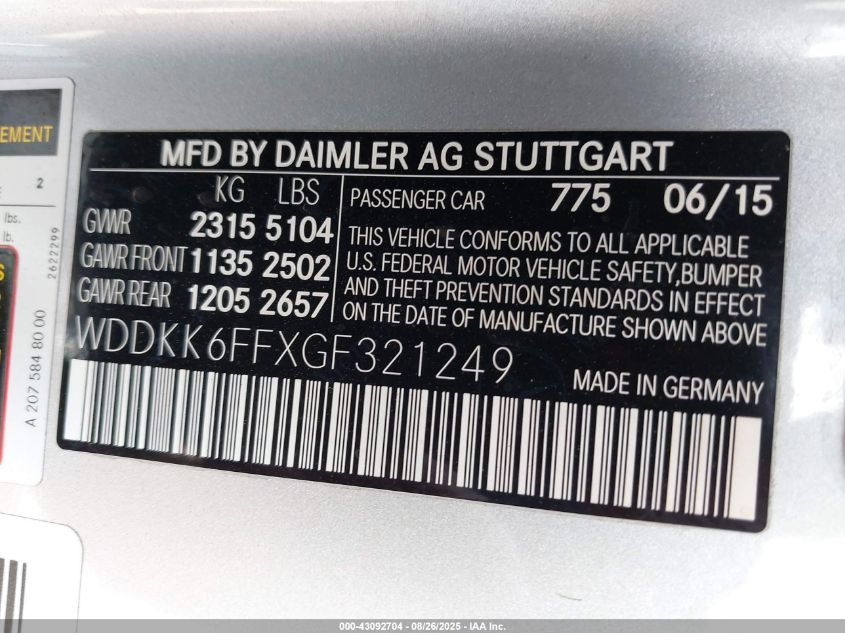 EMENT
2
lbs.
lb.
2622299
S
A 207 584 80 00
MFD BY DAIMLER AG STUTTGART
KG LBS
GVWR 2315 5104
GAWR FRONT 1135 2502
GAWR REAR 1205 2657
PASSENGER CAR 775 06/15
THIS VEHICLE CONFORMS TO ALL APPLICABLE
U.S. FEDERAL MOTOR VEHICLE SAFETY,BUMPER
AND THEFT PREVENTION STANDARDS IN EFFECT
ON THE DATE OF MANUFACTURE SHOWN ABOVE
WDDKK6FFXGF321249
MADE IN GERMANY
000-43092704 - 08/26/2025 - IAA Inc.